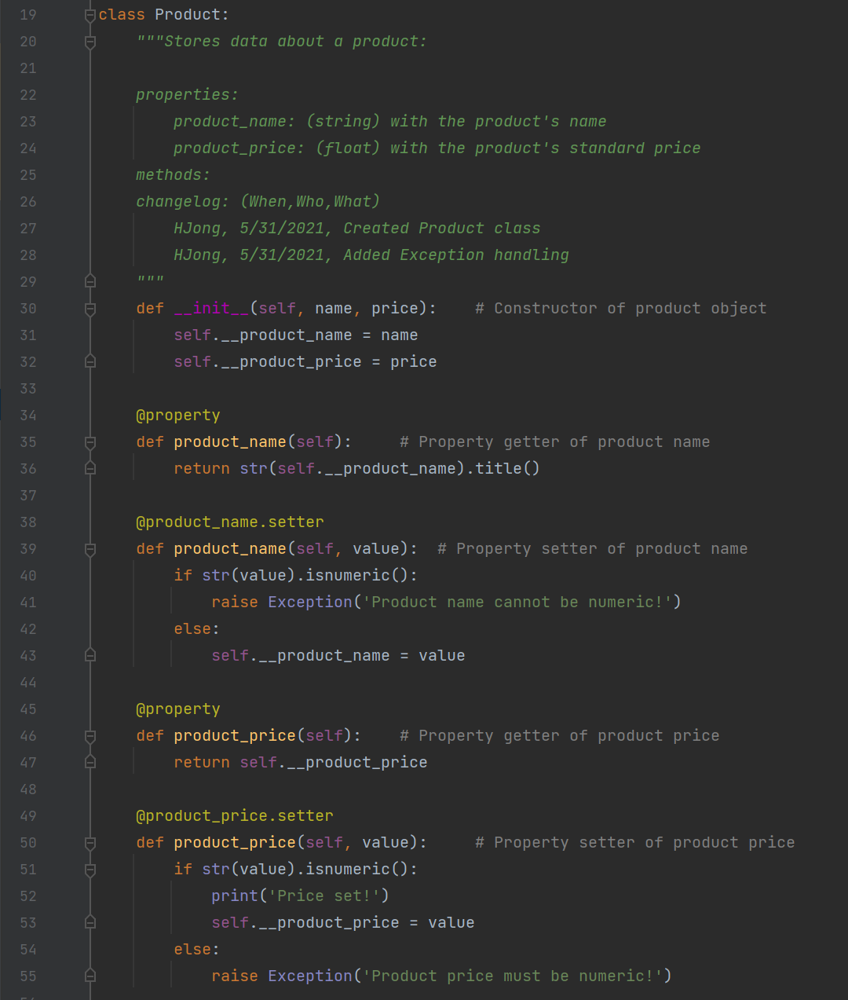 19 class Product:
20     """Stores data about a product:
21
22     properties:
23         product_name: (string) with the product's name
24         product_price: (float) with the product's standard price
25     methods:
26     changelog: (When,Who,What)
27         HJong, 5/31/2021, Created Product class
28         HJong, 5/31/2021, Added Exception handling
29     """
30     def __init__(self, name, price):    # Constructor of product object
31         self.__product_name = name
32         self.__product_price = price
33
34     @property
35     def product_name(self):     # Property getter of product name
36         return str(self.__product_name).title()
37
38     @product_name.setter
39     def product_name(self, value):  # Property setter of product name
40         if str(value).isnumeric():
41             raise Exception('Product name cannot be numeric!')
42         else:
43             self.__product_name = value
44
45     @property
46     def product_price(self):    # Property getter of product price
47         return self.__product_price
48
49     @product_price.setter
50     def product_price(self, value):     # Property setter of product price
51         if str(value).isnumeric():
52             print('Price set!')
53             self.__product_price = value
54         else:
55             raise Exception('Product price must be numeric!')